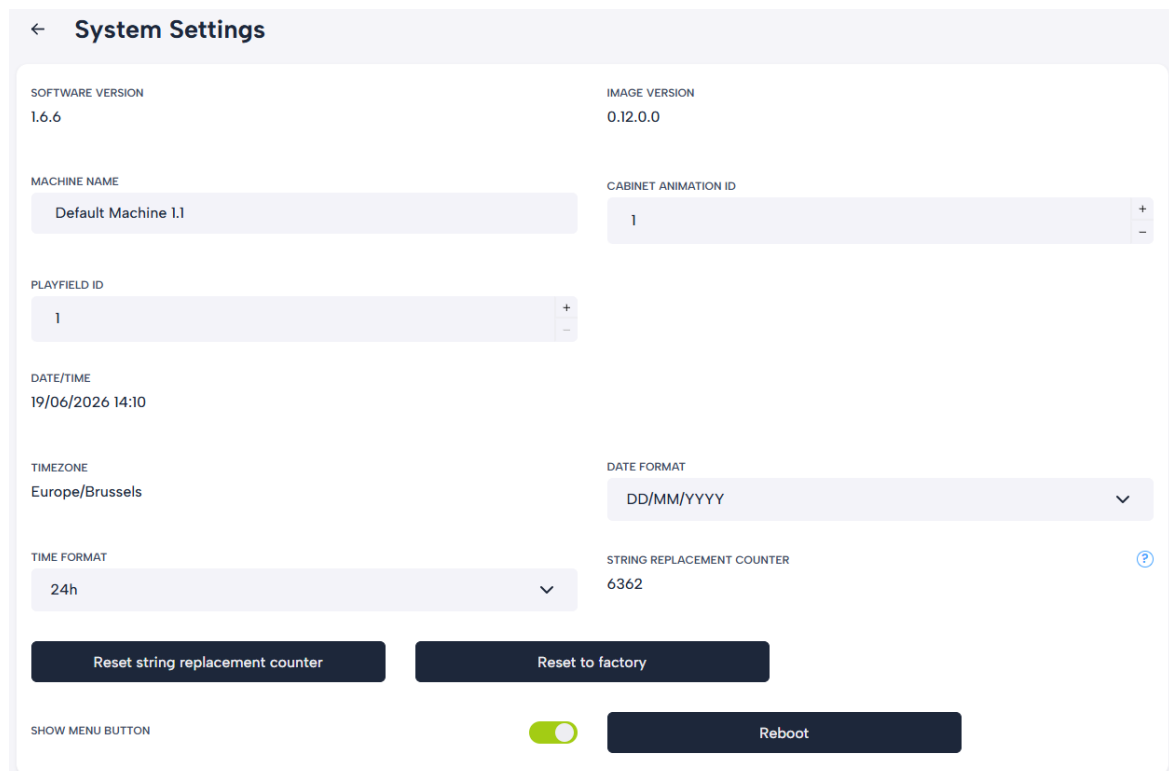 System Settings
SOFTWARE VERSION
1.6.6
IMAGE VERSION
0.12.0.0
MACHINE NAME
Default Machine 1.1
CABINET ANIMATION ID
1
+
−
PLAYFIELD ID
1
+
−
DATE/TIME
19/06/2026 14:10
TIMEZONE
Europe/Brussels
DATE FORMAT
DD/MM/YYYY
TIME FORMAT
24h
STRING REPLACEMENT COUNTER
?
6362
Reset string replacement counter
Reset to factory
SHOW MENU BUTTON
Reboot